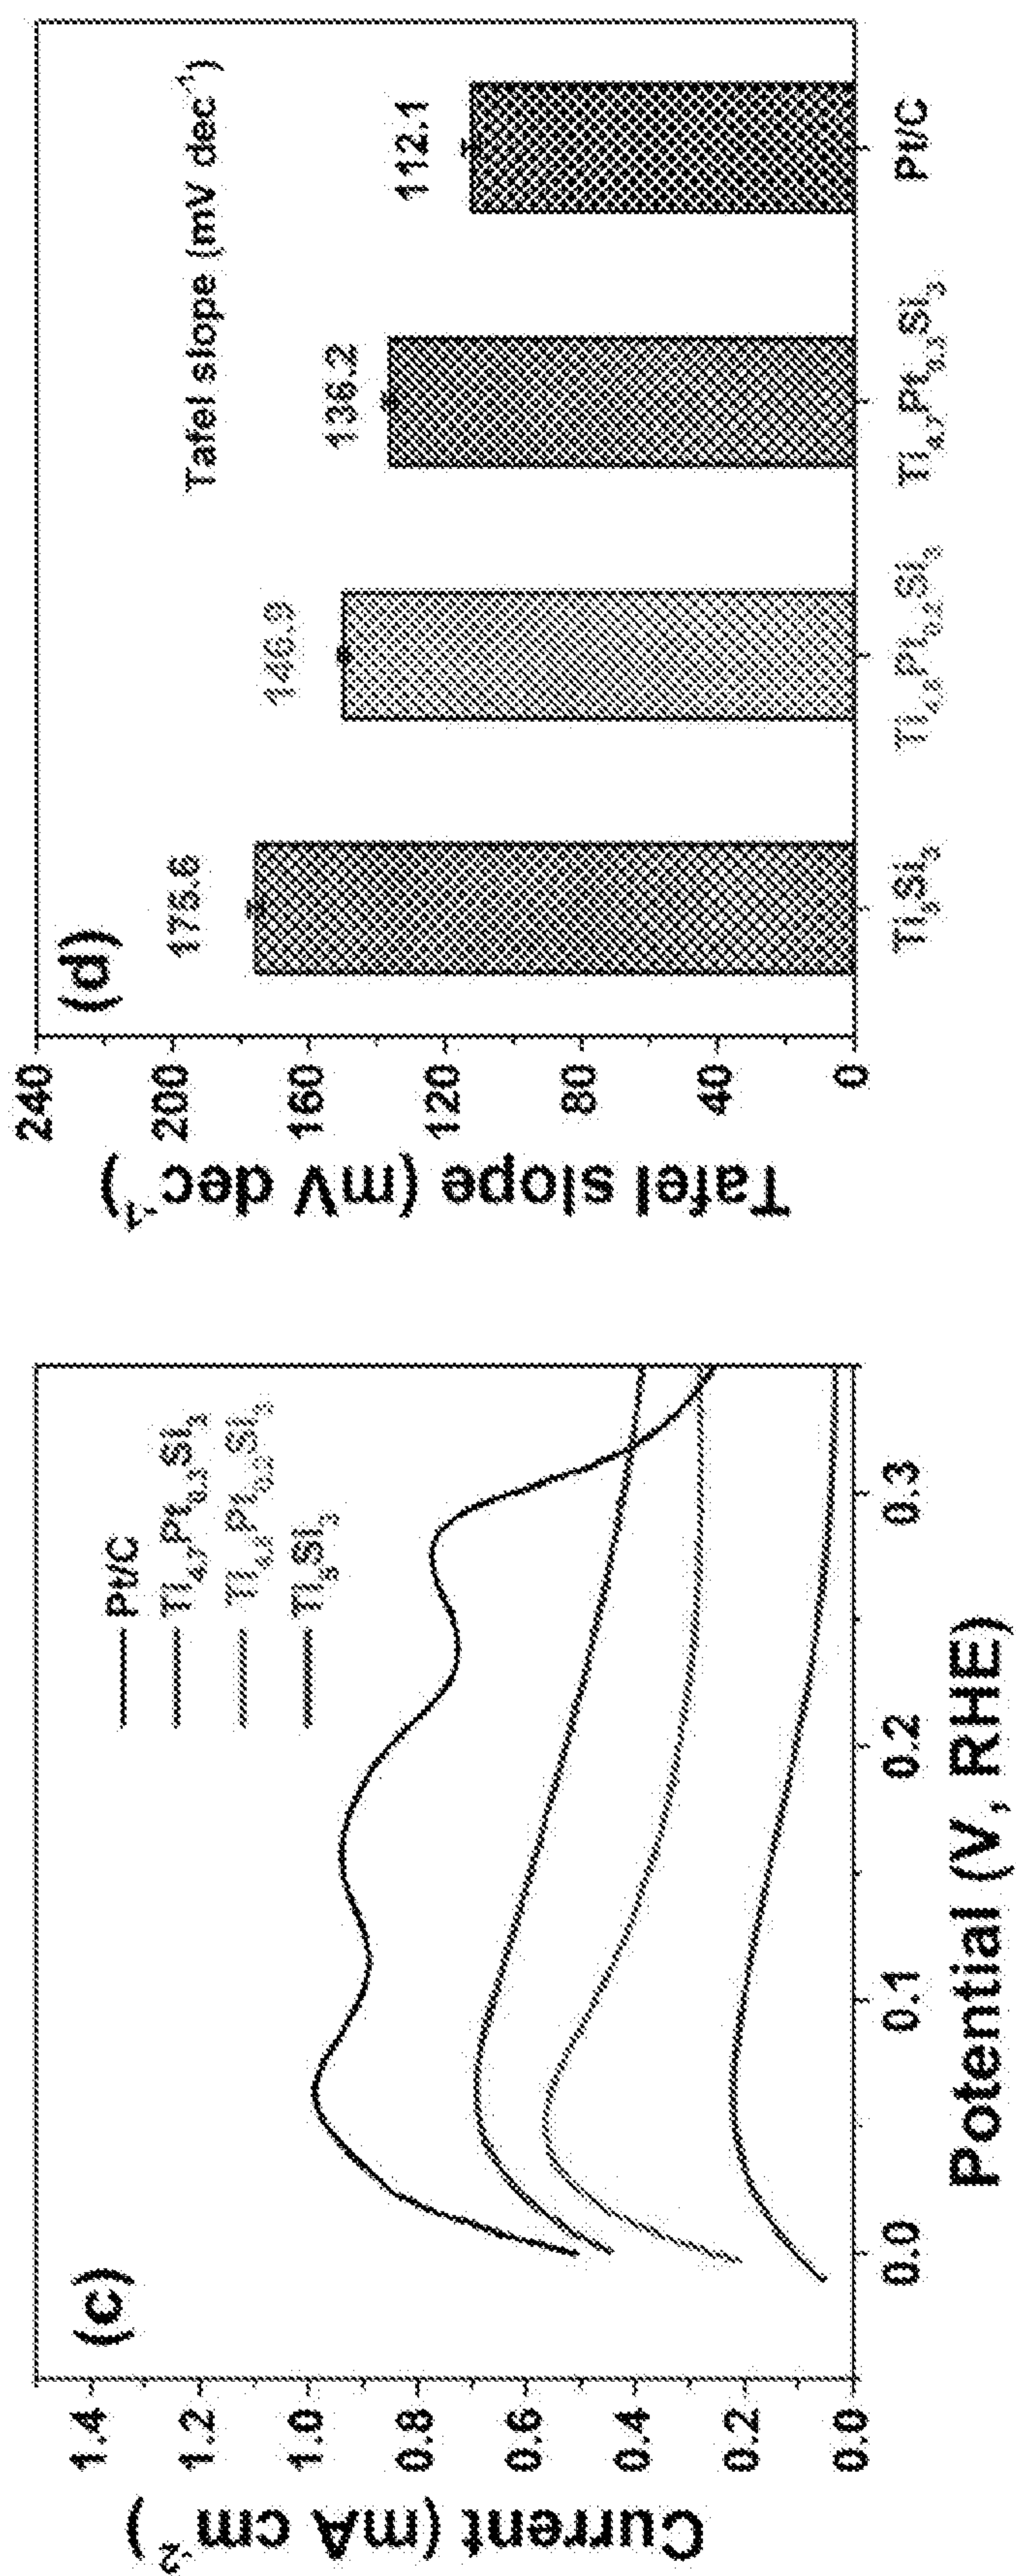 (c)
Current (mA cm⁻²)
1.4
1.2
1.0
0.8
0.6
0.4
0.2
0.0
Pt/C
Ti₄.₇Pt₀.₃Si₃
Ti₄.₈Pt₀.₂Si₃
Ti₅Si₃
0.0 0.1 0.2 0.3
Potential (V, RHE)
(d)
Tafel slope (mV dec⁻¹)
240
200
160
120
80
40
0
Tafel slope (mV dec⁻¹)
175.6
136.2
112.1
Ti₅Si₃ Ti₄.₈Pt₀.₂Si₃ Ti₄.₇Pt₀.₃Si₃ Pt/C